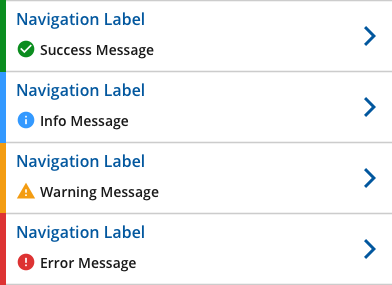 Navigation Label
Success Message
Navigation Label
Info Message
Navigation Label
Warning Message
Navigation Label
Error Message